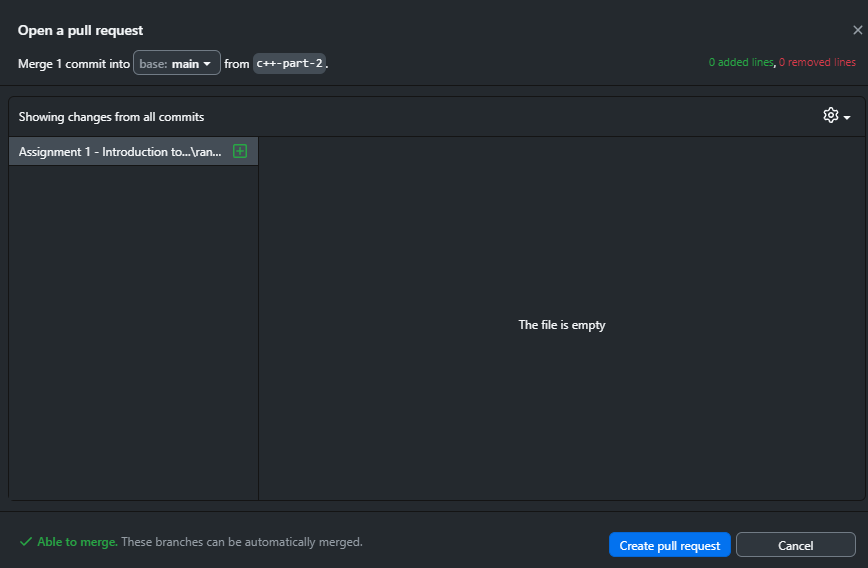 Open a pull request
Merge 1 commit into base: main from c++-part-2.
0 added lines, 0 removed lines
Showing changes from all commits
Assignment 1 - Introduction to...\ran...
The file is empty
Able to merge. These branches can be automatically merged.
Create pull request
Cancel